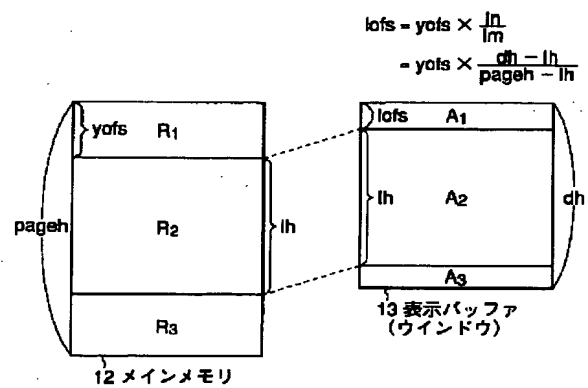 lofs = yofs × ln/lm
= yofs × dh − lh/pageh − lh
yofs
R1
lofs
A1
pageh
R2
lh
lh
A2
dh
R3
A3
12 メインメモリ
13 表示バッファ
(ウインドウ)